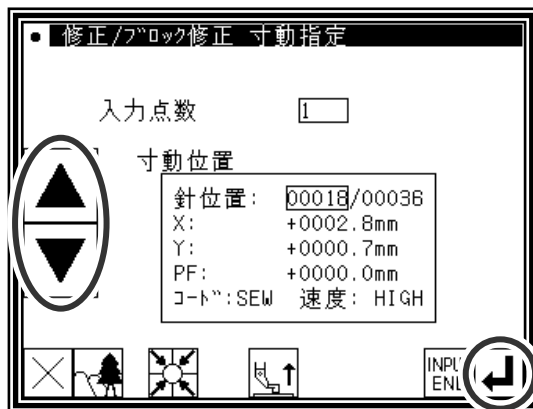 ● 修正/ブロック修正 寸動指定
入力点数 1
寸動位置
針位置: 00018/00036
X: +0002.8mm
Y: +0000.7mm
PF: +0000.0mm
コード:SEW 速度: HIGH
INPUT
END